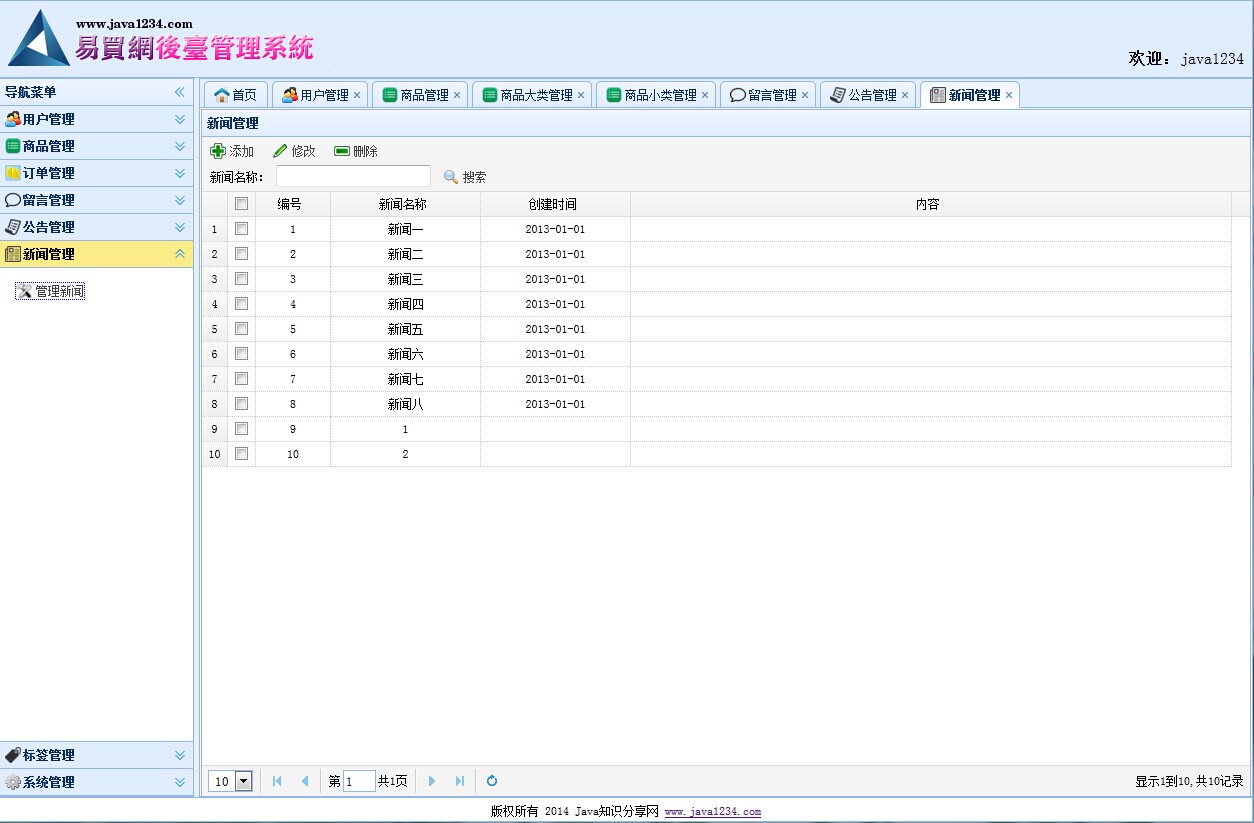 www.java1234.com
易買網後臺管理系統
欢迎： java1234
导航菜单
用户管理
商品管理
订单管理
留言管理
公告管理
新闻管理
管理新闻
标签管理
系统管理
首页 用户管理 商品管理 商品大类管理 商品小类管理 留言管理 公告管理 新闻管理
新闻管理
添加 修改 删除
新闻名称： 搜索
编号 新闻名称 创建时间 内容
1 1 新闻一 2013-01-01
2 2 新闻二 2013-01-01
3 3 新闻三 2013-01-01
4 4 新闻四 2013-01-01
5 5 新闻五 2013-01-01
6 6 新闻六 2013-01-01
7 7 新闻七 2013-01-01
8 8 新闻八 2013-01-01
9 9 1
10 10 2
10 第 1 共1页 显示1到10,共10记录
版权所有 2014 Java知识分享网 www.java1234.com